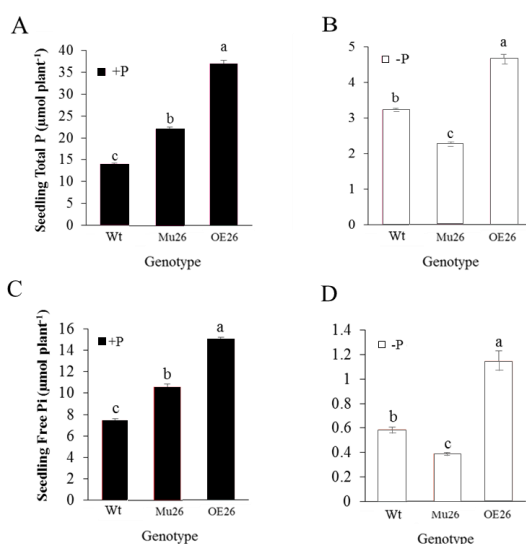 A
Seedling Total P (µmol plant⁻¹)
40
35
30
25
20
15
10
5
0
+P
c
b
a
Wt
Mu26
OE26
Genotype
B
5
4
3
2
1
0
-P
b
c
a
Wt
Mu26
OE26
Genotype
C
Seedling Free Pi (µmol plant⁻¹)
16
14
12
10
8
6
4
2
0
+P
c
b
a
Wt
Mu26
OE26
Genotype
D
1.4
1.2
1
0.8
0.6
0.4
0.2
0
-P
b
c
a
Wt
Mu26
OE26
Genotype